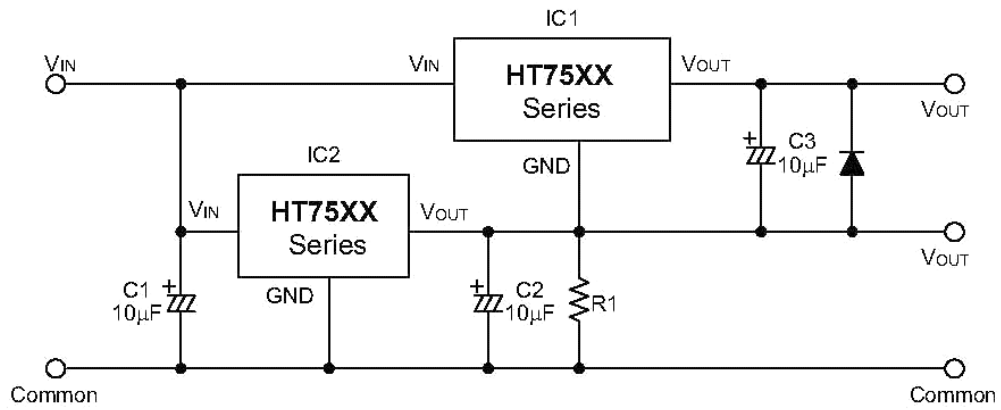 IC1
VIN
VIN
HT75XX
Series
VOUT
VOUT
GND
C3
10µF
+
IC2
VIN
HT75XX
Series
VOUT
VOUT
GND
C1
10µF
+
C2
10µF
+
R1
Common
Common